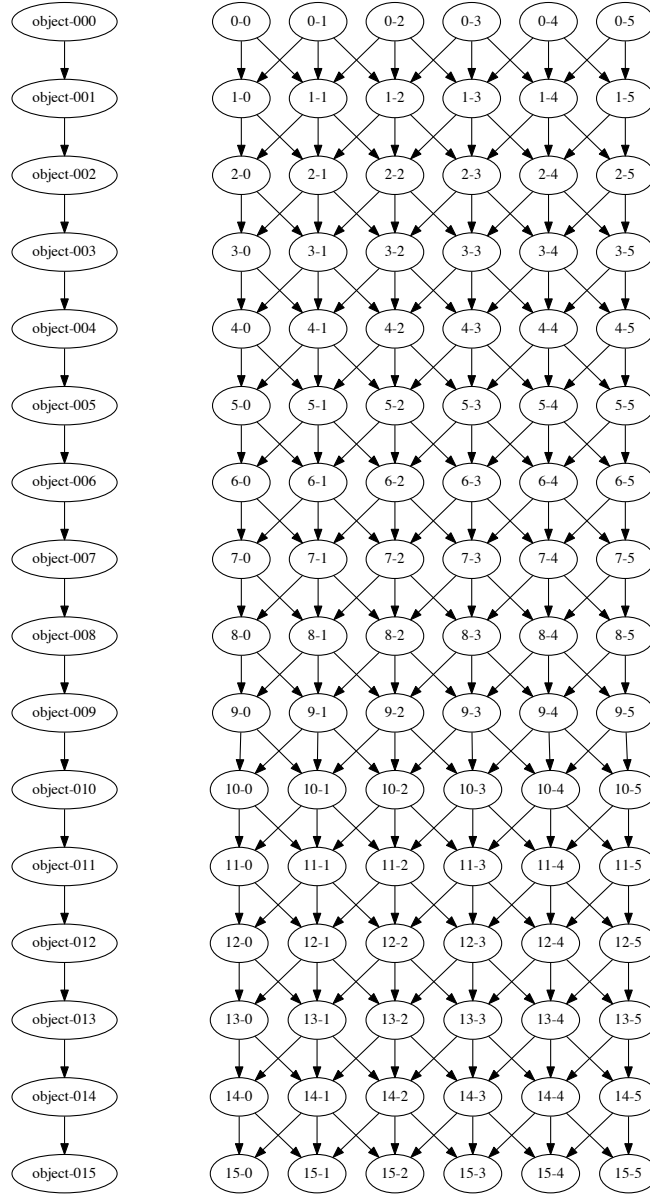 object-000 0-0 0-1 0-2 0-3 0-4 0-5
object-001 1-0 1-1 1-2 1-3 1-4 1-5
object-002 2-0 2-1 2-2 2-3 2-4 2-5
object-003 3-0 3-1 3-2 3-3 3-4 3-5
object-004 4-0 4-1 4-2 4-3 4-4 4-5
object-005 5-0 5-1 5-2 5-3 5-4 5-5
object-006 6-0 6-1 6-2 6-3 6-4 6-5
object-007 7-0 7-1 7-2 7-3 7-4 7-5
object-008 8-0 8-1 8-2 8-3 8-4 8-5
object-009 9-0 9-1 9-2 9-3 9-4 9-5
object-010 10-0 10-1 10-2 10-3 10-4 10-5
object-011 11-0 11-1 11-2 11-3 11-4 11-5
object-012 12-0 12-1 12-2 12-3 12-4 12-5
object-013 13-0 13-1 13-2 13-3 13-4 13-5
object-014 14-0 14-1 14-2 14-3 14-4 14-5
object-015 15-0 15-1 15-2 15-3 15-4 15-5